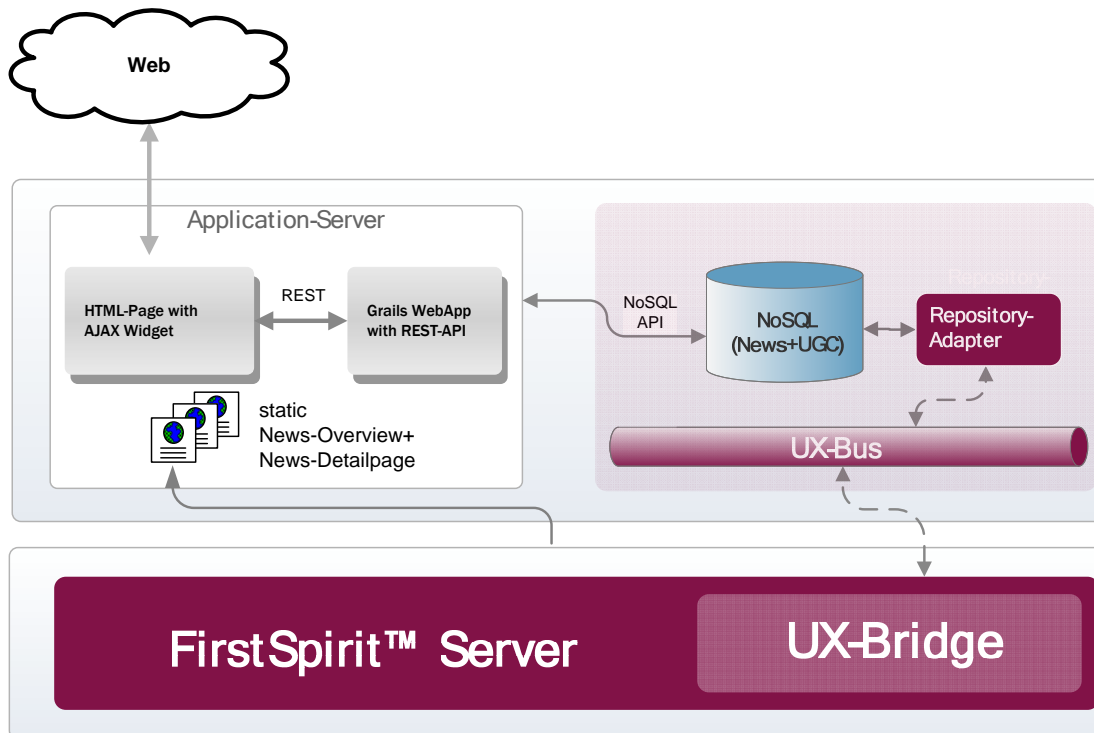 Web
Application-Server
HTML-Page with
AJAX Widget
REST
Grails WebApp
with REST-API
static
News-Overview+
News-Detailpage
NoSQL
API
NoSQL
(News+UGC)
Repository-
Repository-
Adapter
UX-Bus
FirstSpirit™ Server
UX-Bridge